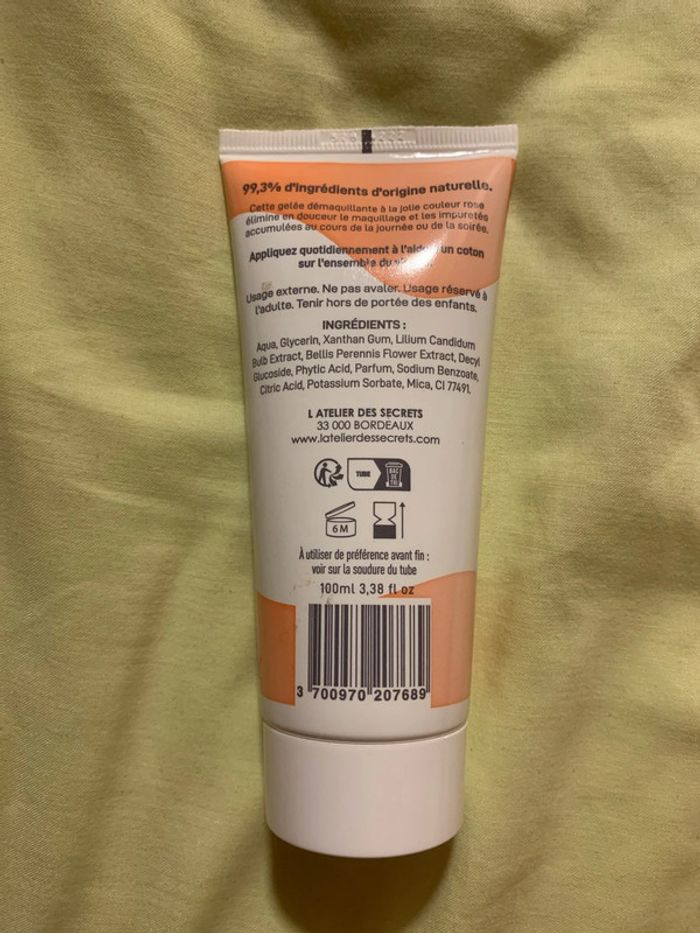 99,3% d'ingrédients d'origine naturelle.
Cette gelée démaquillante à la jolie couleur rose
élimine en douceur le maquillage et les impuretés
accumulées au cours de la journée ou de la soirée.
Appliquez quotidiennement à l'aide un coton
sur l'ensemble du
Usage externe. Ne pas avaler. Usage réservé à
l'adulte. Tenir hors de portée des enfants.
INGRÉDIENTS :
Aqua, Glycerin, Xanthan Gum, Lilium Candidum
Bulb Extract, Bellis Perennis Flower Extract, Decyl
Glucoside, Phytic Acid, Parfum, Sodium Benzoate,
Citric Acid, Potassium Sorbate, Mica, CI 77491.
L ATELIER DES SECRETS
33 000 BORDEAUX
www.latelierdessecrets.com
TUBE
BAC
DE
TRI
6 M
À utiliser de préférence avant fin :
voir sur la soudure du tube
100ml 3,38 fl oz
3 700970 207689